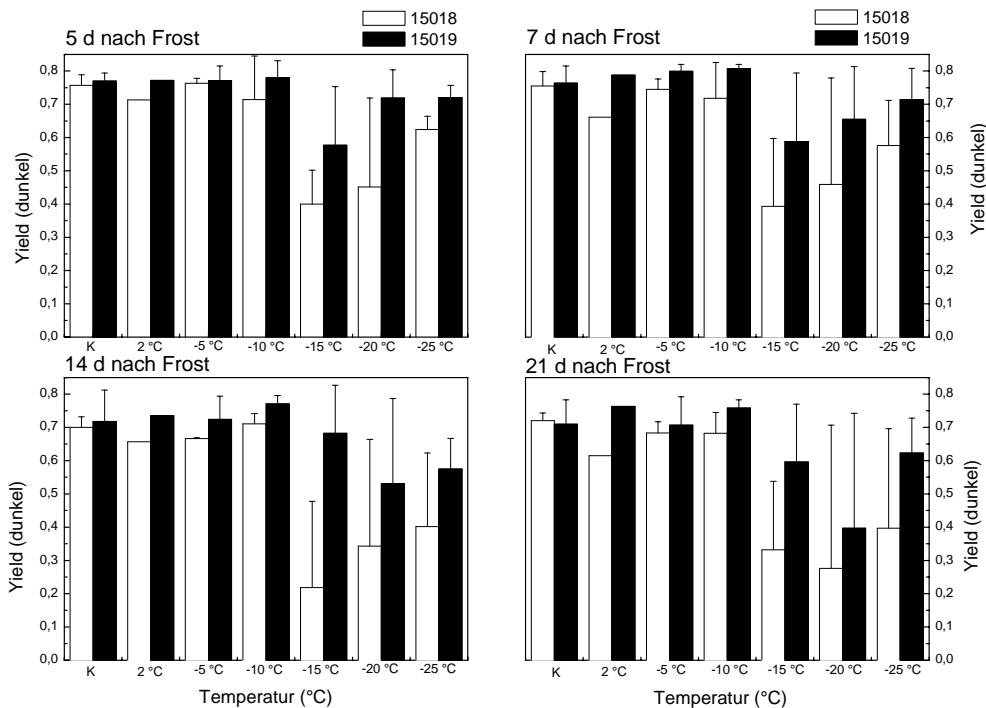 15018
15019
5 d nach Frost
0,8
0,7
0,6
0,5
0,4
0,3
0,2
0,1
0,0
Yield (dunkel)
K
2 °C
-5 °C
-10 °C
-15 °C
-20 °C
-25 °C
15018
15019
7 d nach Frost
0,8
0,7
0,6
0,5
0,4
0,3
0,2
0,1
0,0
Yield (dunkel)
K
2 °C
-5 °C
-10 °C
-15 °C
-20 °C
-25 °C
14 d nach Frost
0,8
0,7
0,6
0,5
0,4
0,3
0,2
0,1
0,0
Yield (dunkel)
K
2 °C
-5 °C
-10 °C
-15 °C
-20 °C
-25 °C
Temperatur (°C)
21 d nach Frost
0,8
0,7
0,6
0,5
0,4
0,3
0,2
0,1
0,0
Yield (dunkel)
K
2 °C
-5 °C
-10 °C
-15 °C
-20 °C
-25 °C
Temperatur (°C)